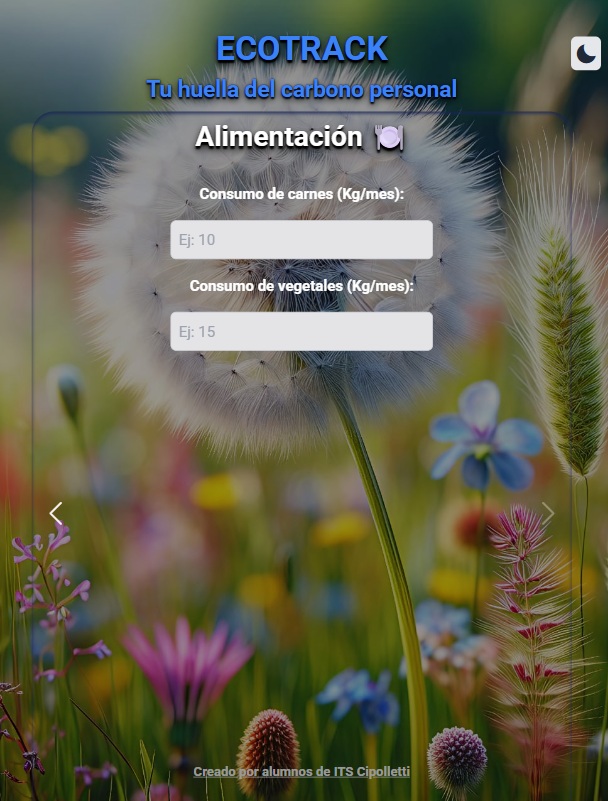 ECOTRACK
Tu huella del carbono personal
Alimentación
Consumo de carnes (Kg/mes):
Ej: 10
Consumo de vegetales (Kg/mes):
Ej: 15
Creado por alumnos de ITS Cipolletti